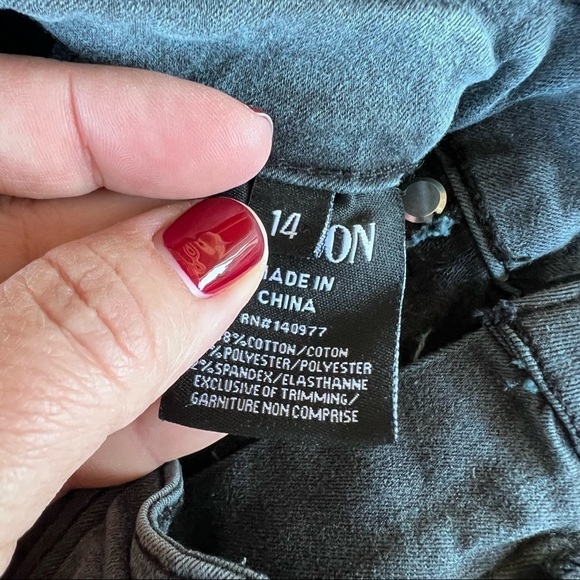 14
ON
MADE IN
CHINA
RN#140977
8%COTTON/COTON
%POLYESTER/POLYESTER
2%SPANDEX/ELASTHANNE
EXCLUSIVE OF TRIMMING/
GARNITURE NON COMPRISE